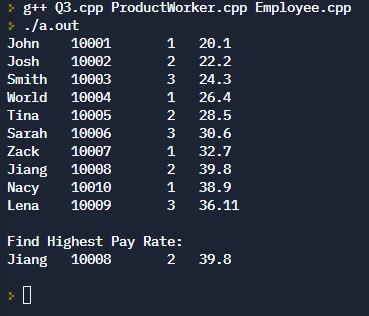 > g++ Q3.cpp ProductWorker.cpp Employee.cpp
> ./a.out
John 10001 1 20.1
Josh 10002 2 22.2
Smith 10003 3 24.3
World 10004 1 26.4
Tina 10005 2 28.5
Sarah 10006 3 30.6
Zack 10007 1 32.7
Jiang 10008 2 39.8
Nacy 10010 1 38.9
Lena 10009 3 36.11
Find Highest Pay Rate:
Jiang 10008 2 39.8
>